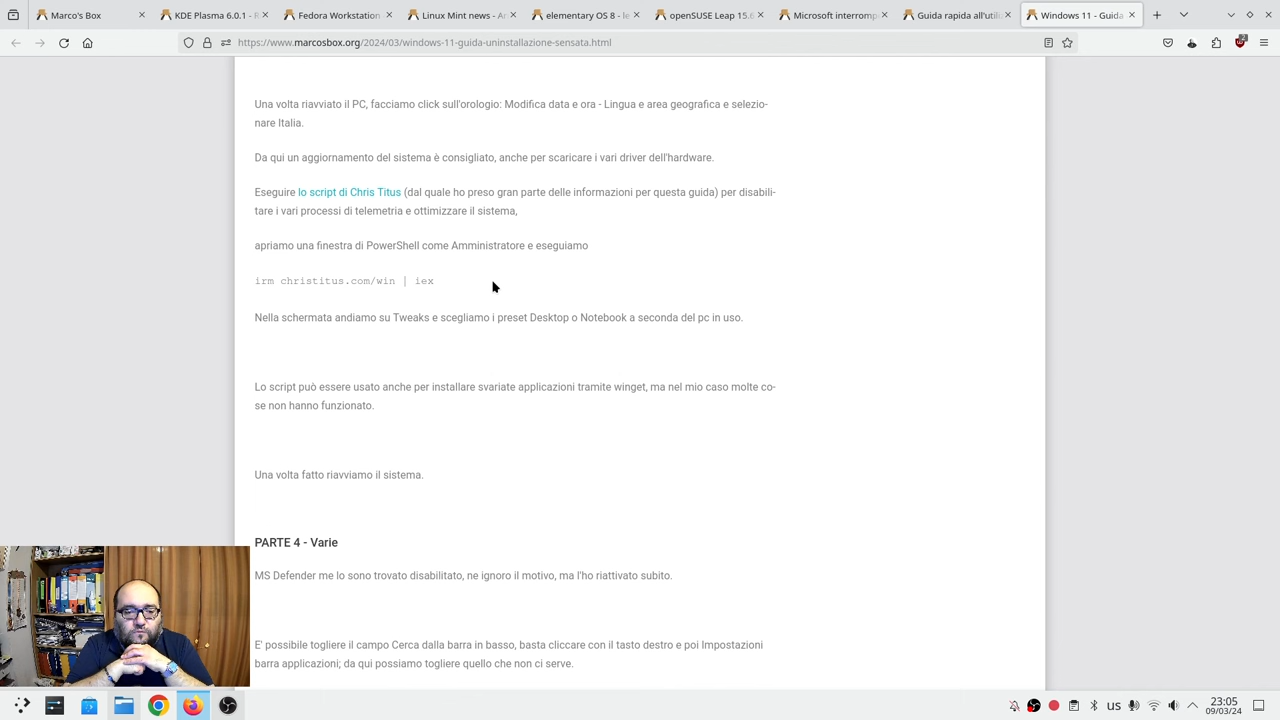 Marco's Box
KDE Plasma 6.0.1 - R
Fedora Workstation
Linux Mint news - An
elementary OS 8 - le
openSUSE Leap 15.6
Microsoft interromp
Guida rapida all'utili
Windows 11 - Guida
https://www.marcosbox.org/2024/03/windows-11-guida-uninstallazione-sensata.html
Una volta riavviato il PC, facciamo click sull'orologio: Modifica data e ora - Lingua e area geografica e selezio-
nare Italia.
Da qui un aggiornamento del sistema è consigliato, anche per scaricare i vari driver dell'hardware.
Eseguire lo script di Chris Titus (dal quale ho preso gran parte delle informazioni per questa guida) per disabili-
tare i vari processi di telemetria e ottimizzare il sistema,
apriamo una finestra di PowerShell come Amministratore e eseguiamo
irm christitus.com/win | iex
Nella schermata andiamo su Tweaks e scegliamo i preset Desktop o Notebook a seconda del pc in uso.
Lo script può essere usato anche per installare svariate applicazioni tramite winget, ma nel mio caso molte co-
se non hanno funzionato.
Una volta fatto riavviamo il sistema.
PARTE 4 - Varie
MS Defender me lo sono trovato disabilitato, ne ignoro il motivo, ma l'ho riattivato subito.
E' possibile togliere il campo Cerca dalla barra in basso, basta cliccare con il tasto destro e poi Impostazioni
barra applicazioni; da qui possiamo togliere quello che non ci serve.
us
23:05
09/03/24